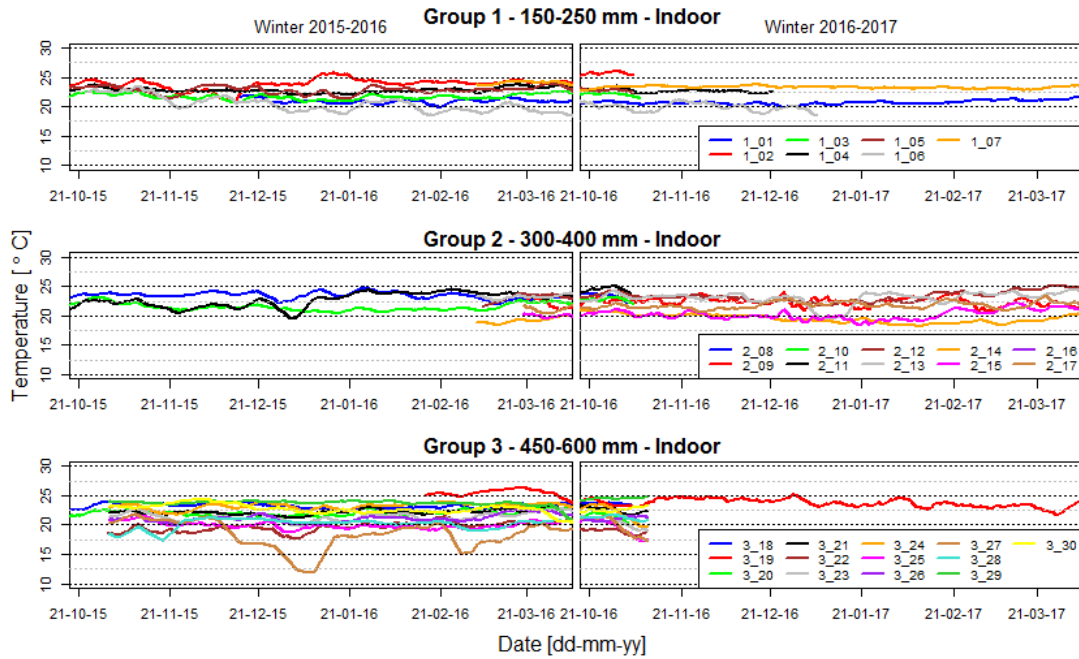 Group 1 - 150-250 mm - Indoor
Winter 2015-2016 Winter 2016-2017
30
25
20
15
10
1_01 1_03 1_05 1_07
1_02 1_04 1_06
21-10-15 21-11-15 21-12-15 21-01-16 21-02-16 21-03-16 21-10-16 21-11-16 21-12-16 21-01-17 21-02-17 21-03-17
Group 2 - 300-400 mm - Indoor
Temperature [ ° C]
30
25
20
15
10
2_08 2_10 2_12 2_14 2_16
2_09 2_11 2_13 2_15 2_17
21-10-15 21-11-15 21-12-15 21-01-16 21-02-16 21-03-16 21-10-16 21-11-16 21-12-16 21-01-17 21-02-17 21-03-17
Group 3 - 450-600 mm - Indoor
30
25
20
15
10
3_18 3_21 3_24 3_27 3_30
3_19 3_22 3_25 3_28
3_20 3_23 3_26 3_29
21-10-15 21-11-15 21-12-15 21-01-16 21-02-16 21-03-16 21-10-16 21-11-16 21-12-16 21-01-17 21-02-17 21-03-17
Date [dd-mm-yy]